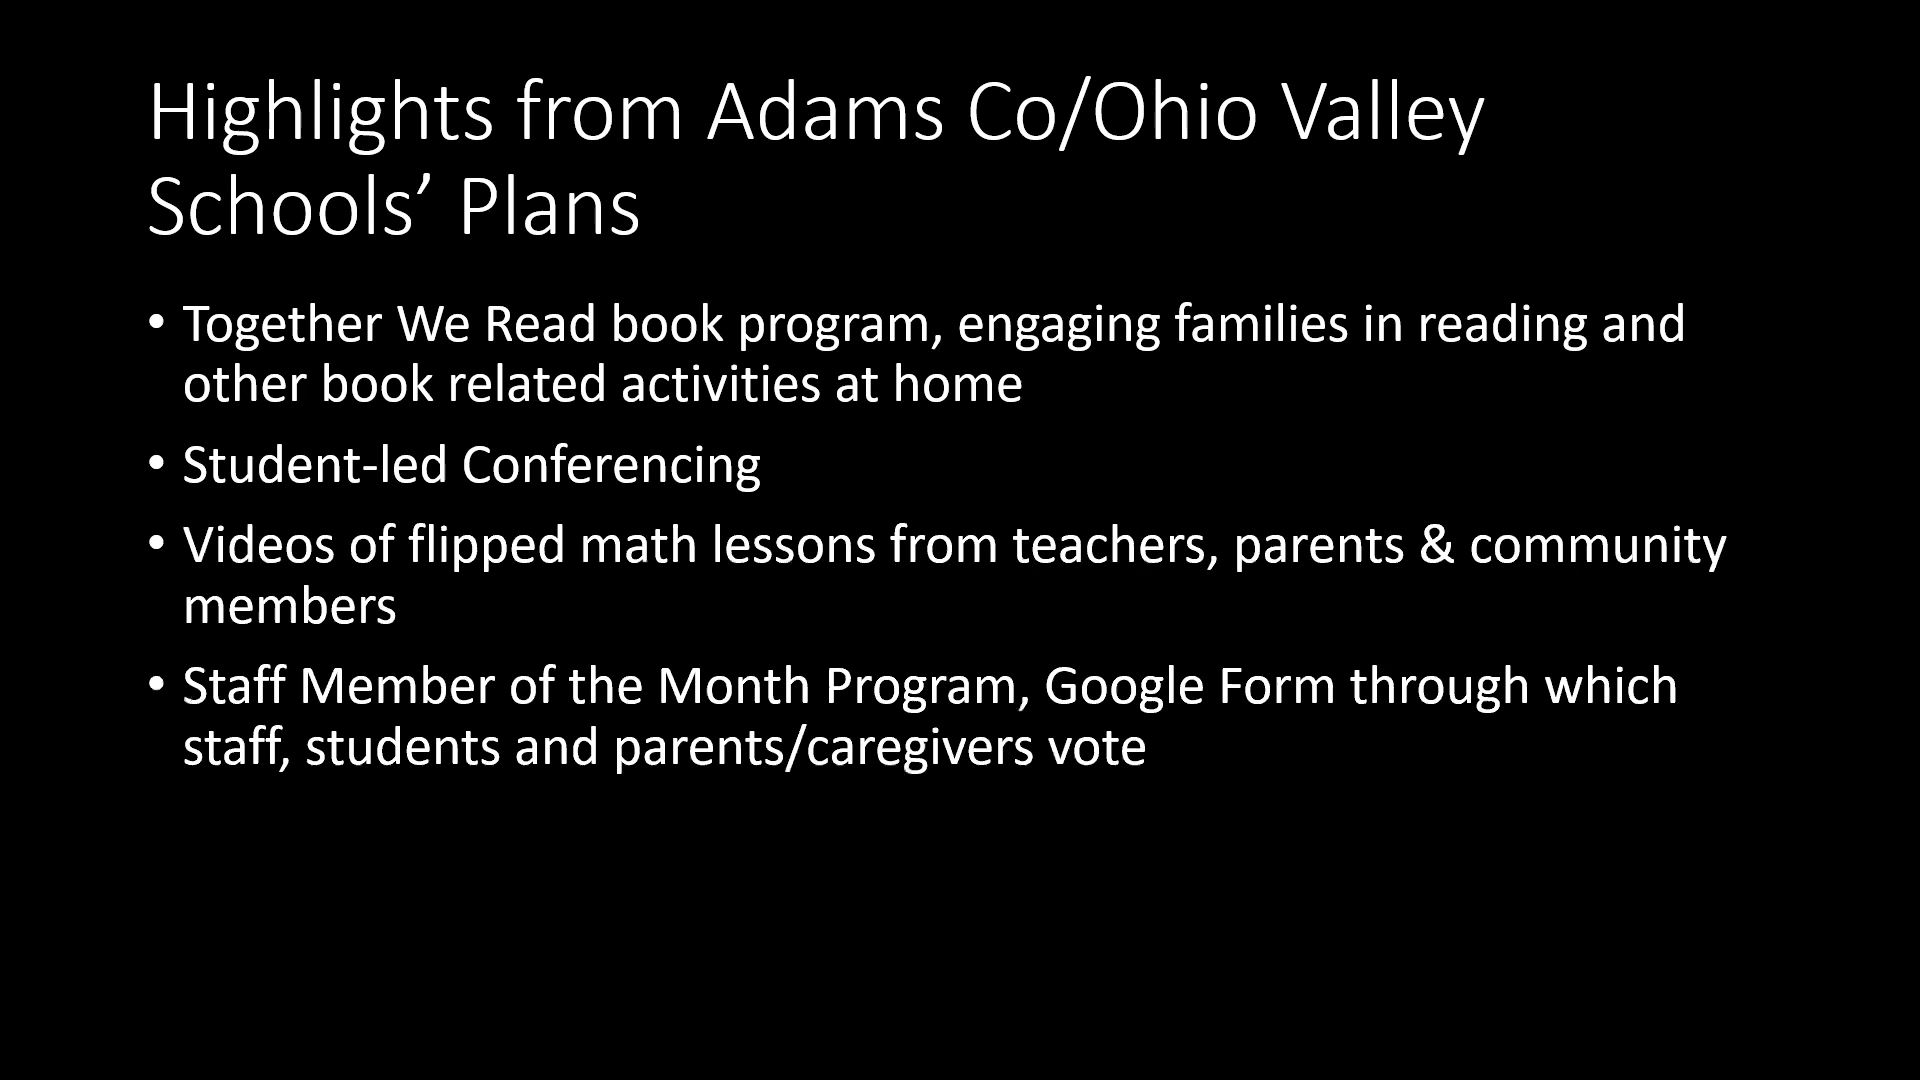 Highlights from Adams Co/Ohio Valley
Schools’ Plans
• Together We Read book program, engaging families in reading and
other book related activities at home
• Student-led Conferencing
• Videos of flipped math lessons from teachers, parents & community
members
• Staff Member of the Month Program, Google Form through which
staff, students and parents/caregivers vote